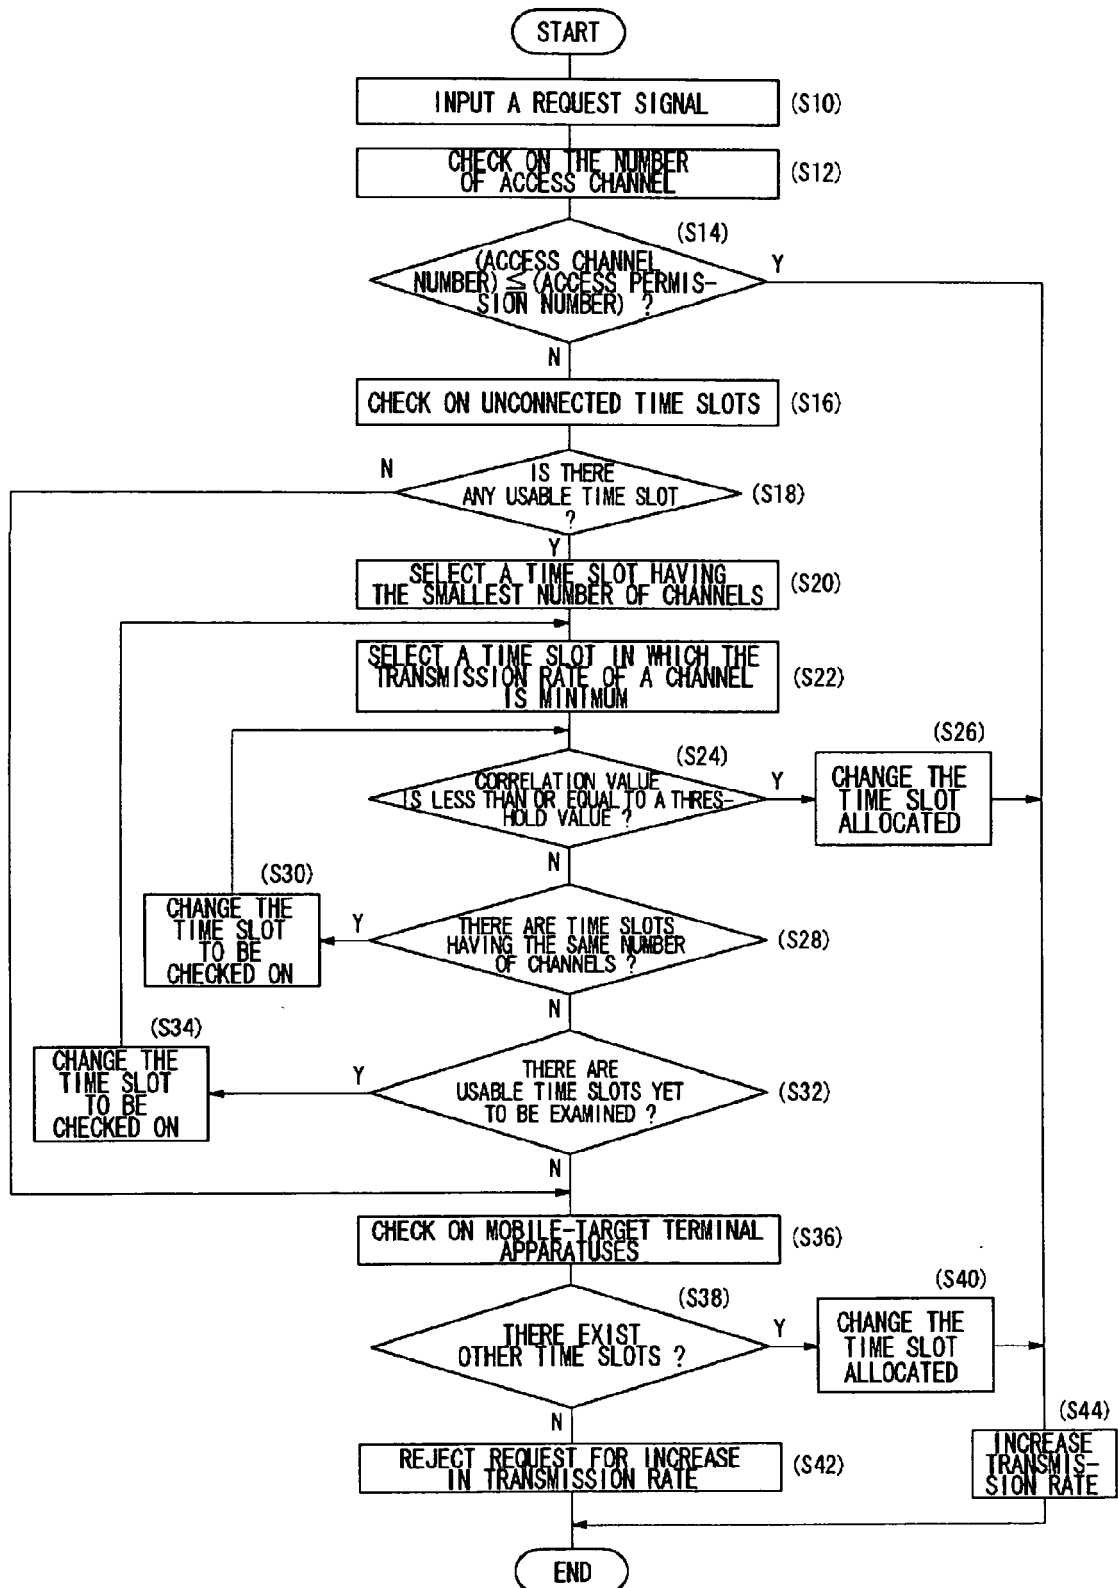 START
INPUT A REQUEST SIGNAL
(S10)
CHECK ON THE NUMBER
OF ACCESS CHANNEL
(S12)
(S14)
(ACCESS CHANNEL
NUMBER) ≦ (ACCESS PERMIS-
SION NUMBER) ?
Y
N
CHECK ON UNCONNECTED TIME SLOTS
(S16)
N
IS THERE
ANY USABLE TIME SLOT
?
(S18)
Y
SELECT A TIME SLOT HAVING
THE SMALLEST NUMBER OF CHANNELS
(S20)
SELECT A TIME SLOT IN WHICH THE
TRANSMISSION RATE OF A CHANNEL
IS MINIMUM
(S22)
(S24)
CORRELATION VALUE
IS LESS THAN OR EQUAL TO A THRES-
HOLD VALUE ?
Y
(S26)
CHANGE THE
TIME SLOT
ALLOCATED
N
(S30)
CHANGE THE
TIME SLOT
TO BE
CHECKED ON
Y
THERE ARE TIME SLOTS
HAVING THE SAME NUMBER
OF CHANNELS ?
(S28)
N
(S34)
CHANGE THE
TIME SLOT
TO BE
CHECKED ON
Y
THERE ARE
USABLE TIME SLOTS YET
TO BE EXAMINED ?
(S32)
N
CHECK ON MOBILE-TARGET TERMINAL
APPARATUSES
(S36)
(S38)
THERE EXIST
OTHER TIME SLOTS ?
Y
(S40)
CHANGE THE
TIME SLOT
ALLOCATED
N
REJECT REQUEST FOR INCREASE
IN TRANSMISSION RATE
(S42)
(S44)
INCREASE
TRANSMIS-
SION RATE
END